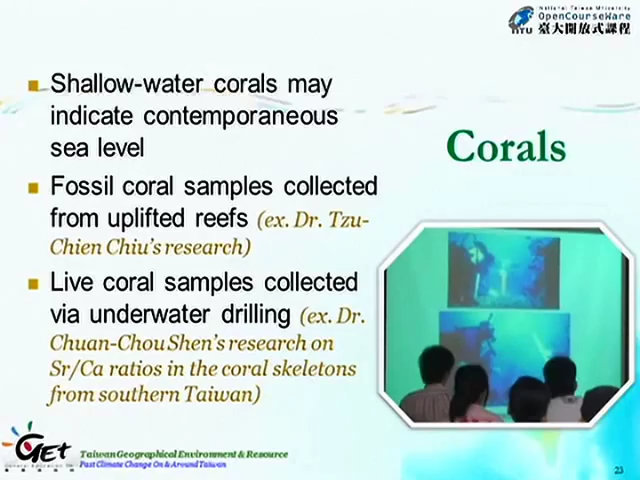 National Taiwan University
OpenCourseWare
NTU 臺大開放式課程
Shallow-water corals may
indicate contemporaneous
sea level
Corals
Fossil coral samples collected
from uplifted reefs (ex. Dr. Tzu-
Chien Chiu's research)
Live coral samples collected
via underwater drilling (ex. Dr.
Chuan-Chou Shen's research on
Sr/Ca ratios in the coral skeletons
from southern Taiwan)
GEt
Taiwan Geographical Environment & Resource
Past Climate Change On & Around Taiwan
23